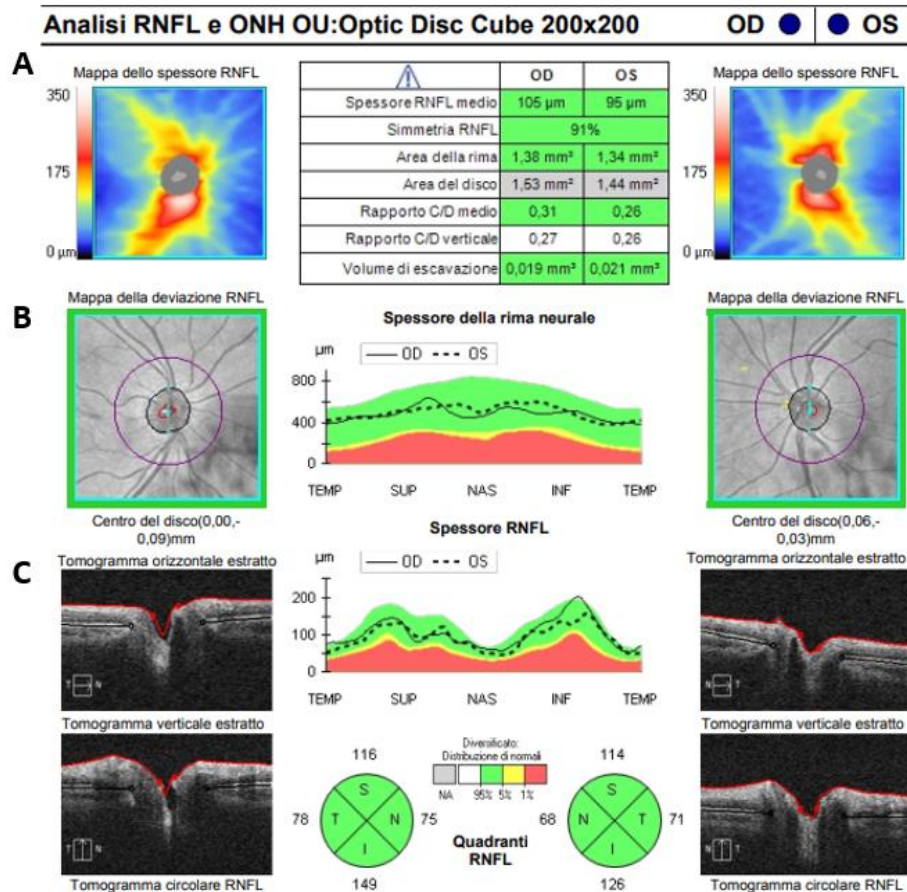 Analisi RNFL e ONH OU:Optic Disc Cube 200x200 OD OS
A
Mappa dello spessore RNFL
350
175
0 µm
OD OS
Spessore RNFL medio 105 µm 95 µm
Simmetria RNFL 91%
Area della rima 1,38 mm² 1,34 mm²
Area del disco 1,53 mm² 1,44 mm²
Rapporto C/D medio 0,31 0,26
Rapporto C/D verticale 0,27 0,26
Volume di escavazione 0,019 mm³ 0,021 mm³
Mappa dello spessore RNFL
350
175
0 µm
B
Mappa della deviazione RNFL
Centro del disco(0,00,-
0,09)mm
Spessore della rima neurale
µm
OD OS
800
400
0
TEMP SUP NAS INF TEMP
Mappa della deviazione RNFL
Centro del disco(0,06,-
0,03)mm
C
Tomogramma orizzontale estratto
T N
Tomogramma verticale estratto
T N
Tomogramma circolare RNFL
Spessore RNFL
µm
OD OS
200
100
0
TEMP SUP NAS INF TEMP
116
S
78 T N 75
I
149
Diversificato:
Distribuzione di normali
NA 95% 5% 1%
Quadranti
RNFL
114
S
68 N T 71
I
126
Tomogramma orizzontale estratto
T N
Tomogramma verticale estratto
T N
Tomogramma circolare RNFL